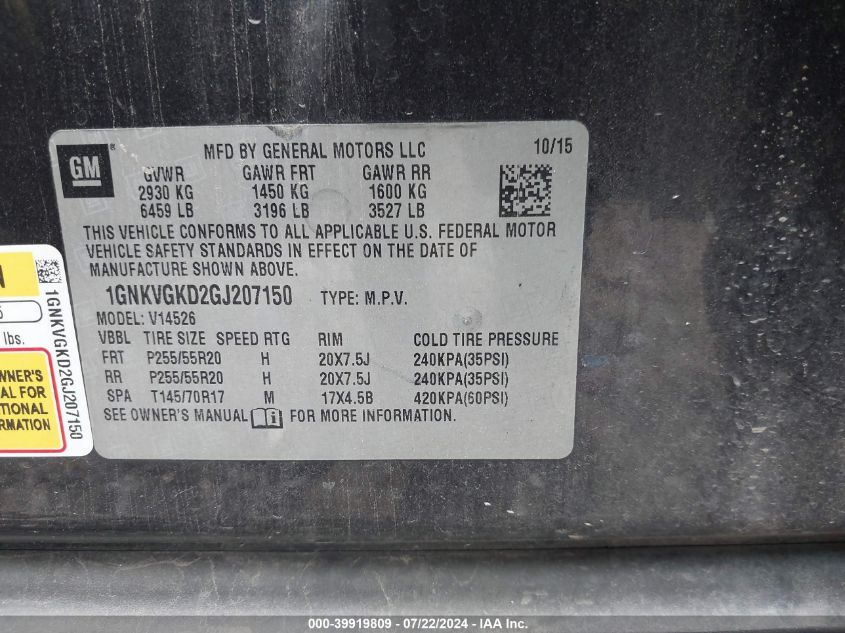 GM
MFD BY GENERAL MOTORS LLC 10/15
GVWR GAWR FRT GAWR RR
2930 KG 1450 KG 1600 KG
6459 LB 3196 LB 3527 LB
THIS VEHICLE CONFORMS TO ALL APPLICABLE U.S. FEDERAL MOTOR
VEHICLE SAFETY STANDARDS IN EFFECT ON THE DATE OF
MANUFACTURE SHOWN ABOVE.
1GNKVGKD2GJ207150 TYPE: M.P.V.
MODEL: V14526
VBBL TIRE SIZE SPEED RTG RIM COLD TIRE PRESSURE
FRT P255/55R20 H 20X7.5J 240KPA(35PSI)
RR P255/55R20 H 20X7.5J 240KPA(35PSI)
SPA T145/70R17 M 17X4.5B 420KPA(60PSI)
SEE OWNER'S MANUAL FOR MORE INFORMATION.
lbs.
WNER'S
AL FOR
TIONAL
RMATION
1GNKVGKD2GJ207150
000-39919809 / 07/22/2024 - IAA Inc.